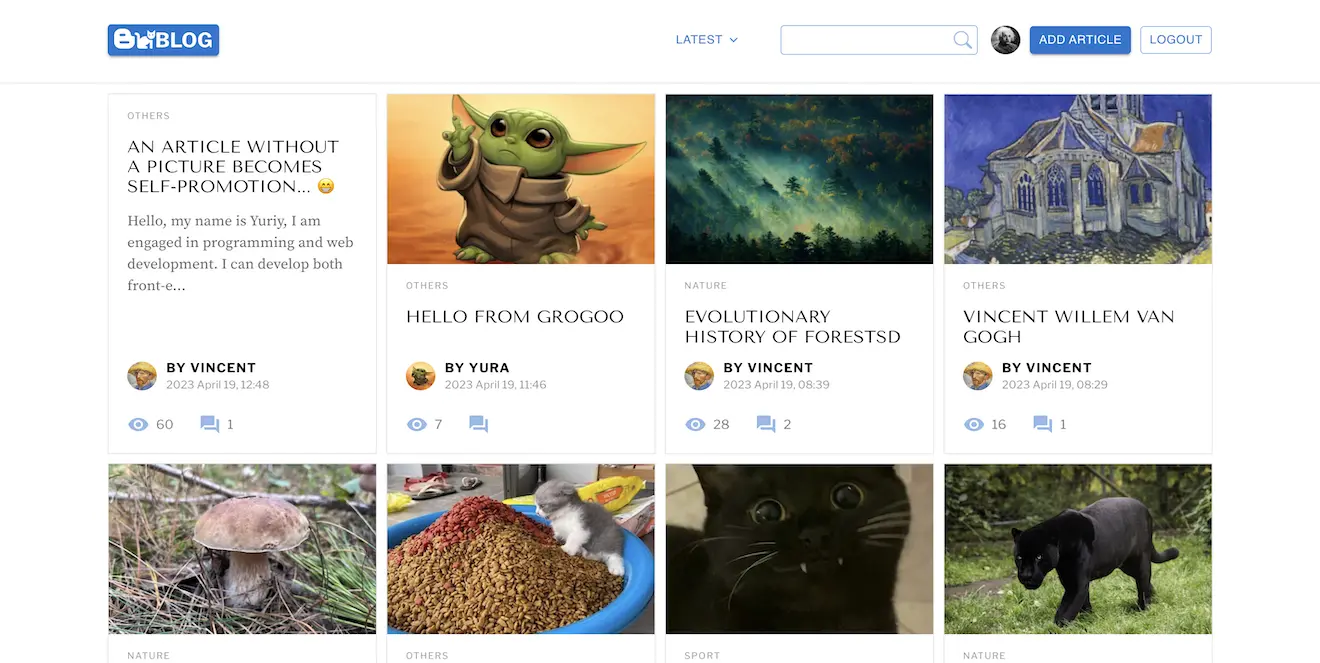 BLOG
LATEST
ADD ARTICLE
LOGOUT
OTHERS
AN ARTICLE WITHOUT
A PICTURE BECOMES
SELF-PROMOTION... 😁
Hello, my name is Yuriy, I am
engaged in programming and web
development. I can develop both
front-e...
BY VINCENT
2023 April 19, 12:48
60 1
OTHERS
HELLO FROM GROGOO
BY YURA
2023 April 19, 11:46
7
NATURE
EVOLUTIONARY
HISTORY OF FORESTSD
BY VINCENT
2023 April 19, 08:39
28 2
OTHERS
VINCENT WILLEM VAN
GOGH
BY VINCENT
2023 April 19, 08:29
16 1
NATURE
OTHERS
SPORT
NATURE